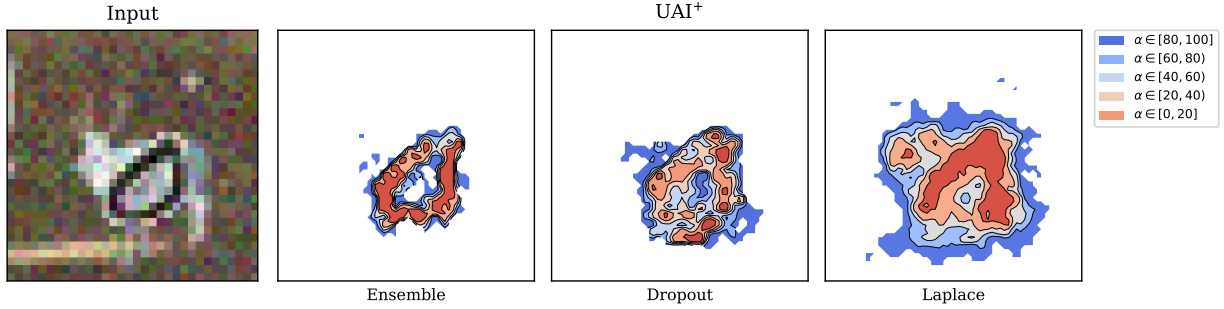 Input
UAI⁺
α ∈ [80, 100]
α ∈ [60, 80)
α ∈ [40, 60)
α ∈ [20, 40)
α ∈ [0, 20]
Ensemble
Dropout
Laplace